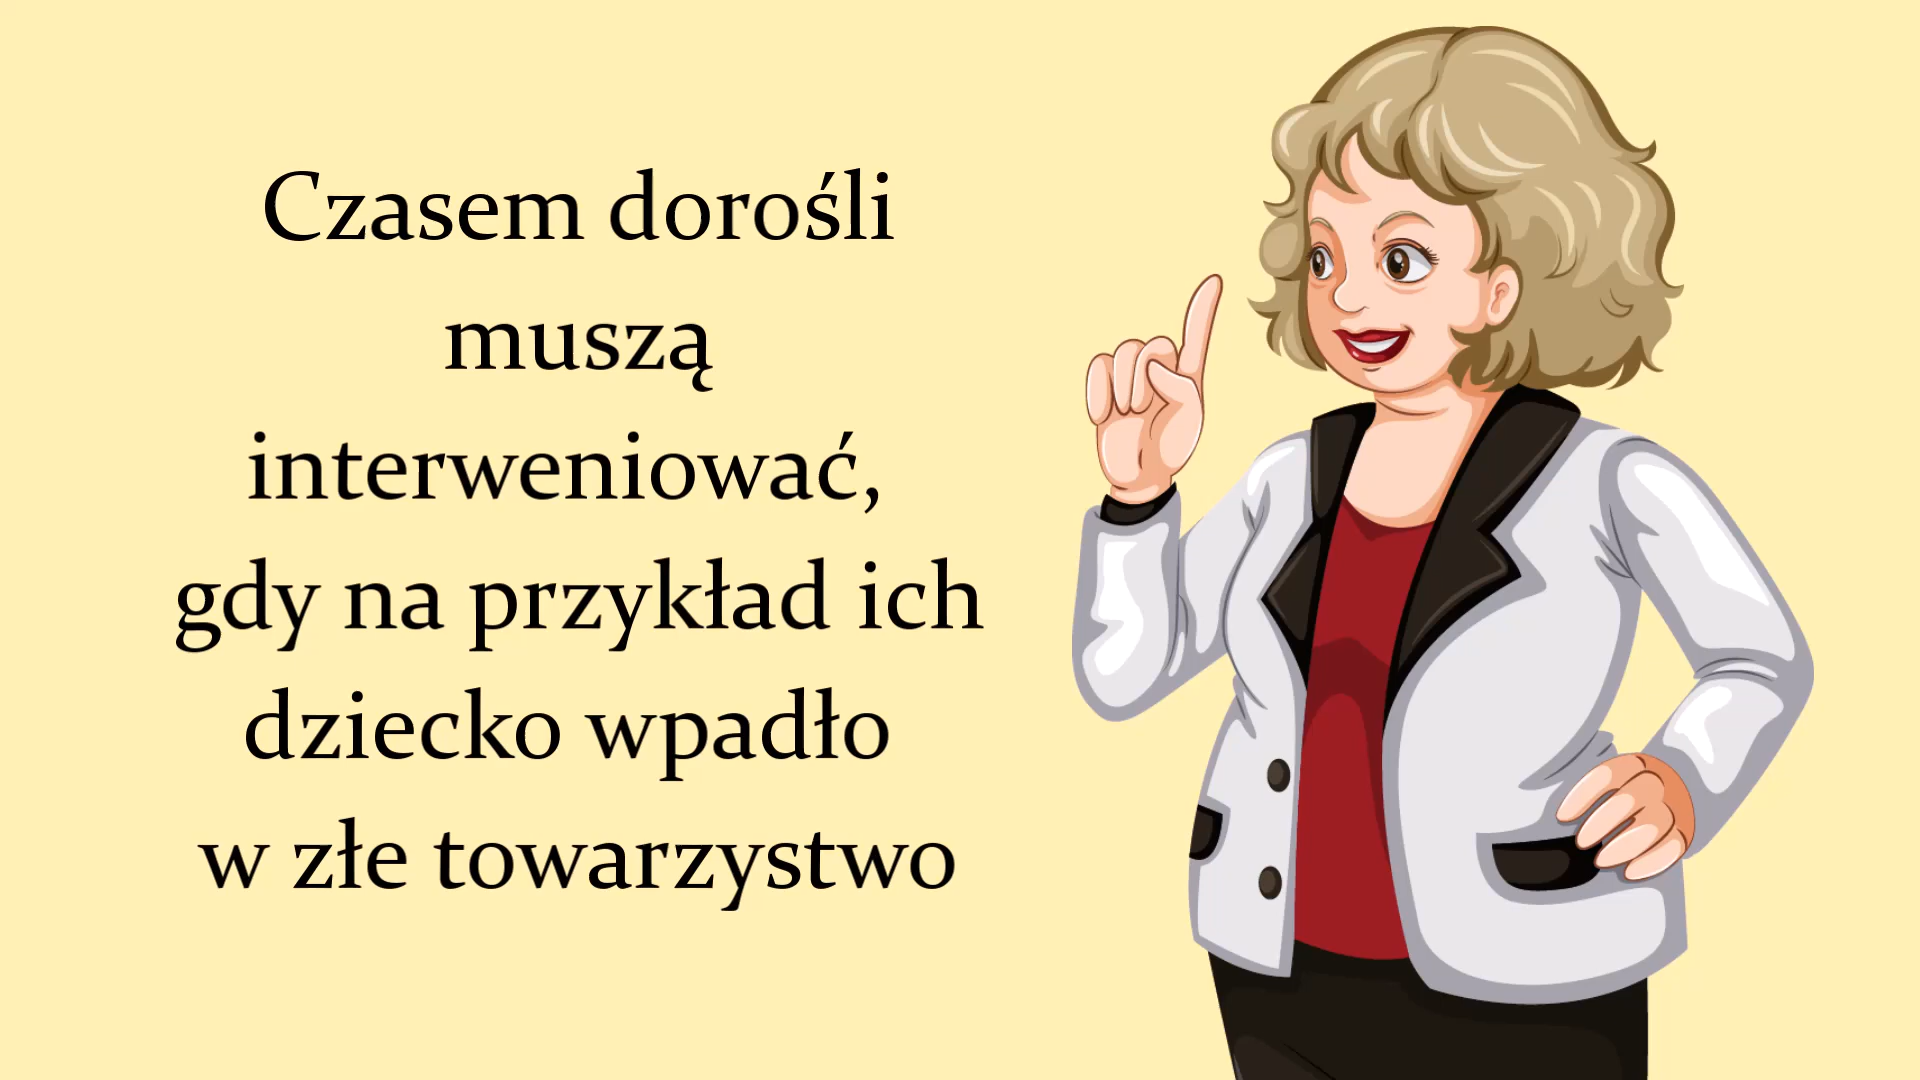 Czasem dorośli
muszą
interweniować,
gdy na przykład ich
dziecko wpadło
w złe towarzystwo